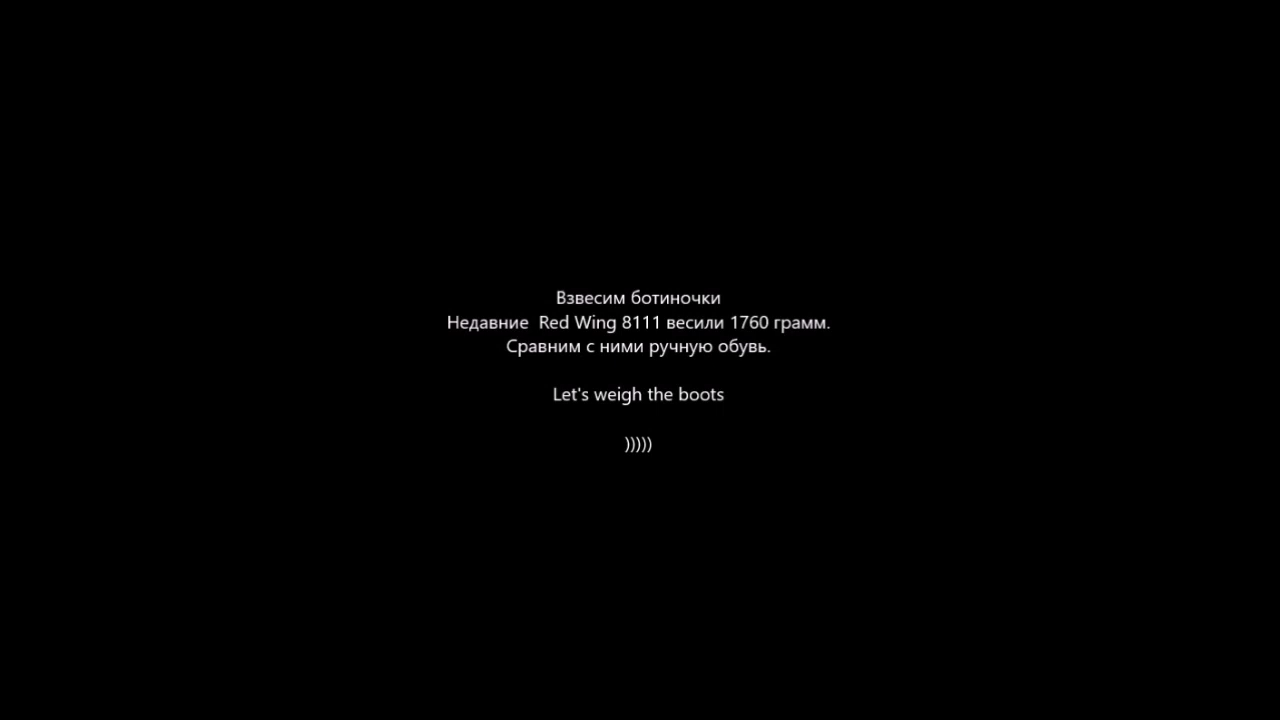 Взвесим ботиночки
Недавние  Red Wing 8111 весили 1760 грамм.
Сравним с ними ручную обувь.
Let's weigh the boots
)))))